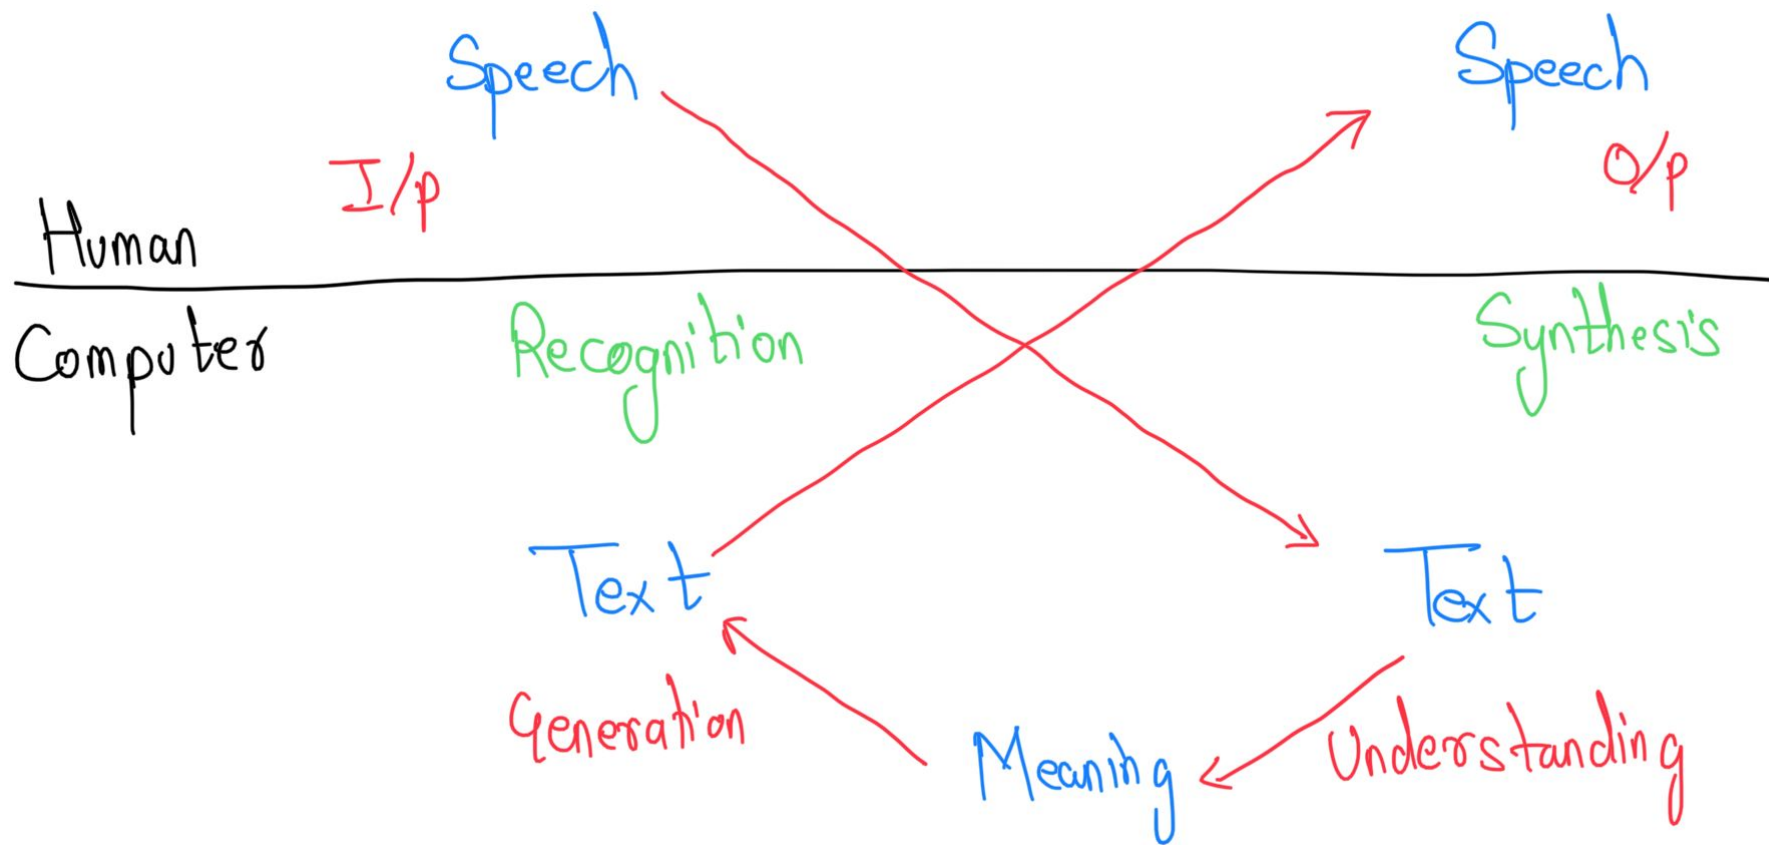 Speech
Speech
I/p
O/p
Human
Computer
Recognition
Synthesis
Text
Text
Generation
Meaning
Understanding